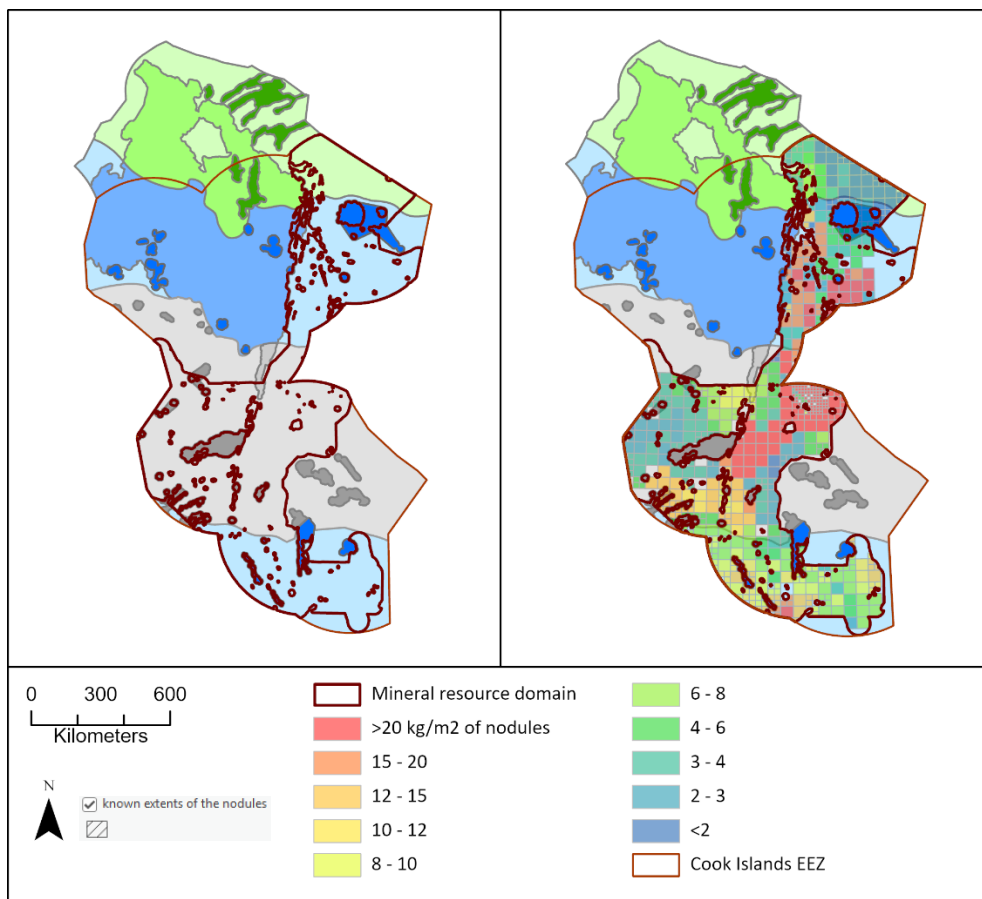 0 300 600
Kilometers
N
known extents of the nodules
Mineral resource domain
>20 kg/m2 of nodules
15 - 20
12 - 15
10 - 12
8 - 10
6 - 8
4 - 6
3 - 4
2 - 3
<2
Cook Islands EEZ